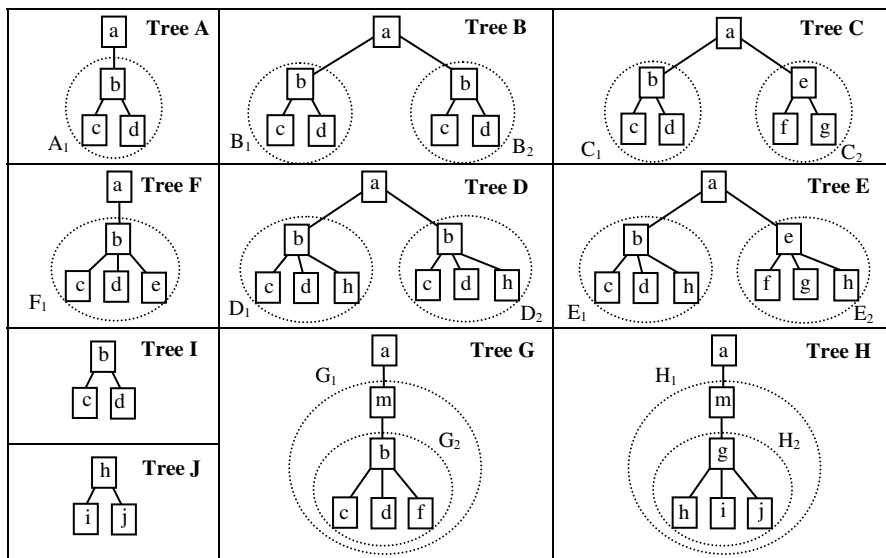 a Tree A
b
c d
A1
a Tree B
b b
c d c d
B1 B2
a Tree C
b e
c d f g
C1 C2
a Tree F
b
c d e
F1
a Tree D
b b
c d h c d h
D1 D2
a Tree E
b e
c d h f g h
E1 E2
b Tree I
c d
h Tree J
i j
a Tree G
G1
m
G2
b
c d f
a Tree H
H1
m
H2
g
h i j